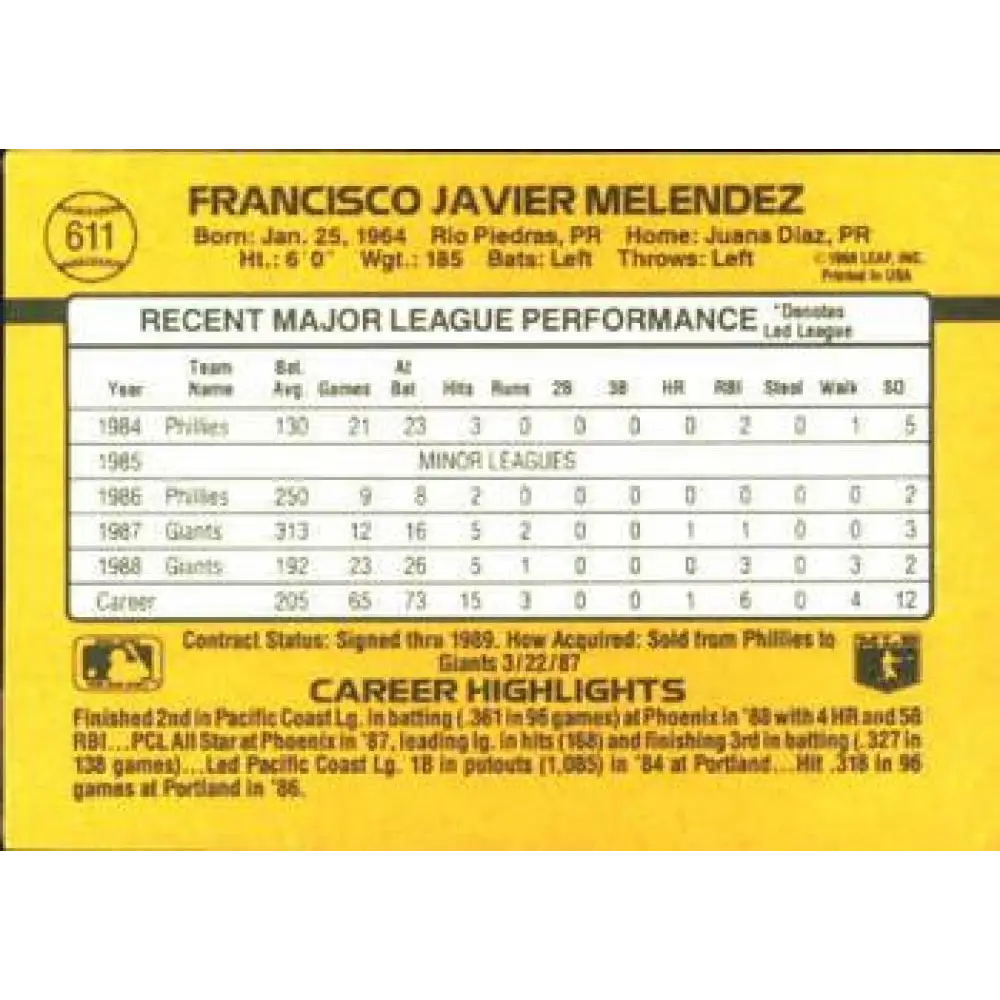 611
FRANCISCO JAVIER MELENDEZ
Born: Jan. 25, 1964 Rio Piedras, PR Home: Juana Diaz, PR
Ht.: 6'0" Wgt.: 185 Bats: Left Throws: Left
© 1988 LEAF, INC.
Printed in USA
RECENT MAJOR LEAGUE PERFORMANCE *Denotes Led League
Year Team Name Bat. Avg. Games At Bat Hits Runs 2B 3B HR RBI Steal Walk SO
1984 Phillies .130 21 23 3 0 0 0 0 2 0 1 5
1985 MINOR LEAGUES
1986 Phillies .250 9 8 2 0 0 0 0 0 0 0 2
1987 Giants .313 12 16 5 2 0 0 1 1 0 0 3
1988 Giants .192 23 26 5 1 0 0 0 3 0 3 2
Career .205 65 73 15 3 0 0 1 6 0 4 12
Contract Status: Signed thru 1989. How Acquired: Sold from Phillies to
Giants 3/22/87
CAREER HIGHLIGHTS
Finished 2nd in Pacific Coast Lg. in batting (.361 in 96 games) at Phoenix in '88 with 4 HR and 56
RBI...PCL All Star at Phoenix in '87, leading lg. in hits (168) and finishing 3rd in batting (.327 in
138 games)...Led Pacific Coast Lg. 1B in putouts (1,085) in '84 at Portland...Hit .318 in 96
games at Portland in '86.